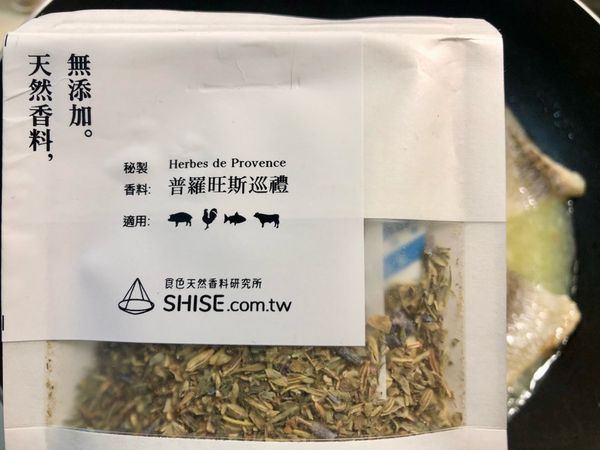 天然香料,
無添加。
秘製
香料:
Herbes de Provence
普羅旺斯巡禮
適用:
食色天然香料研究所
SHISE.com.tw